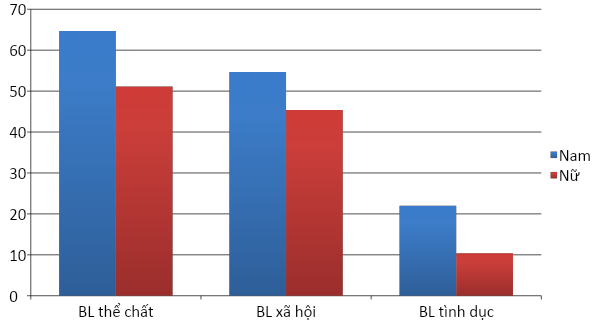 70
60
50
40
30
20
10
0
BL thể chất
BL xã hội
BL tình dục
Nam
Nữ